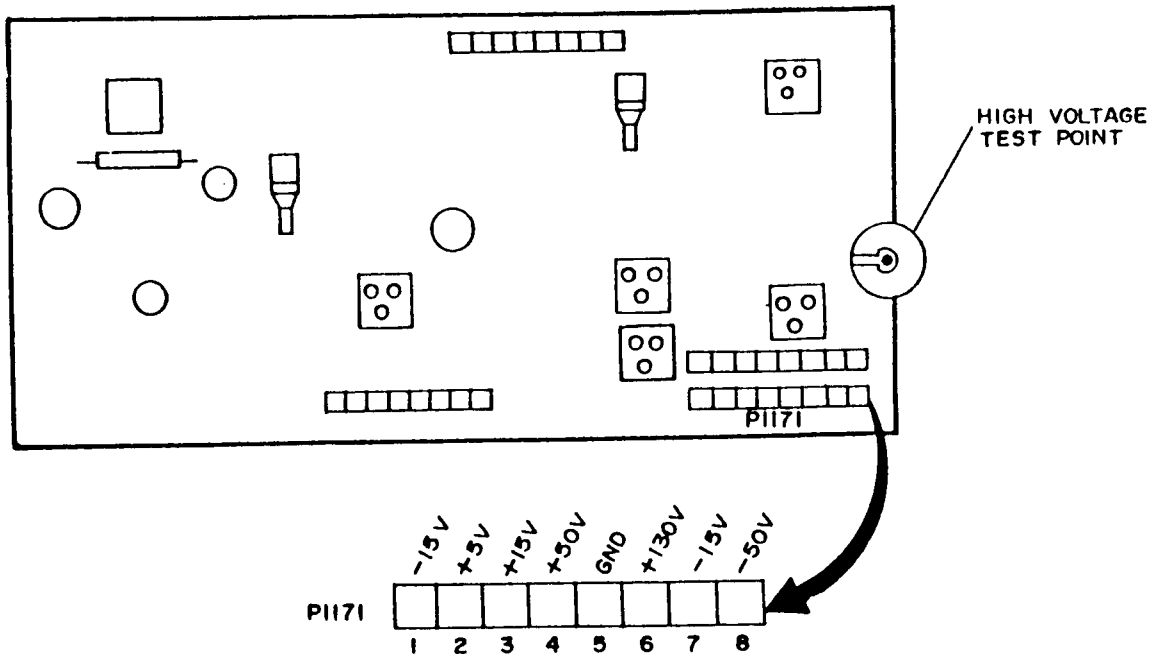 HIGH VOLTAGE
TEST POINT
P1171
-15V +5V +15V +50V GND +130V -15V -50V
P1171
1 2 3 4 5 6 7 8